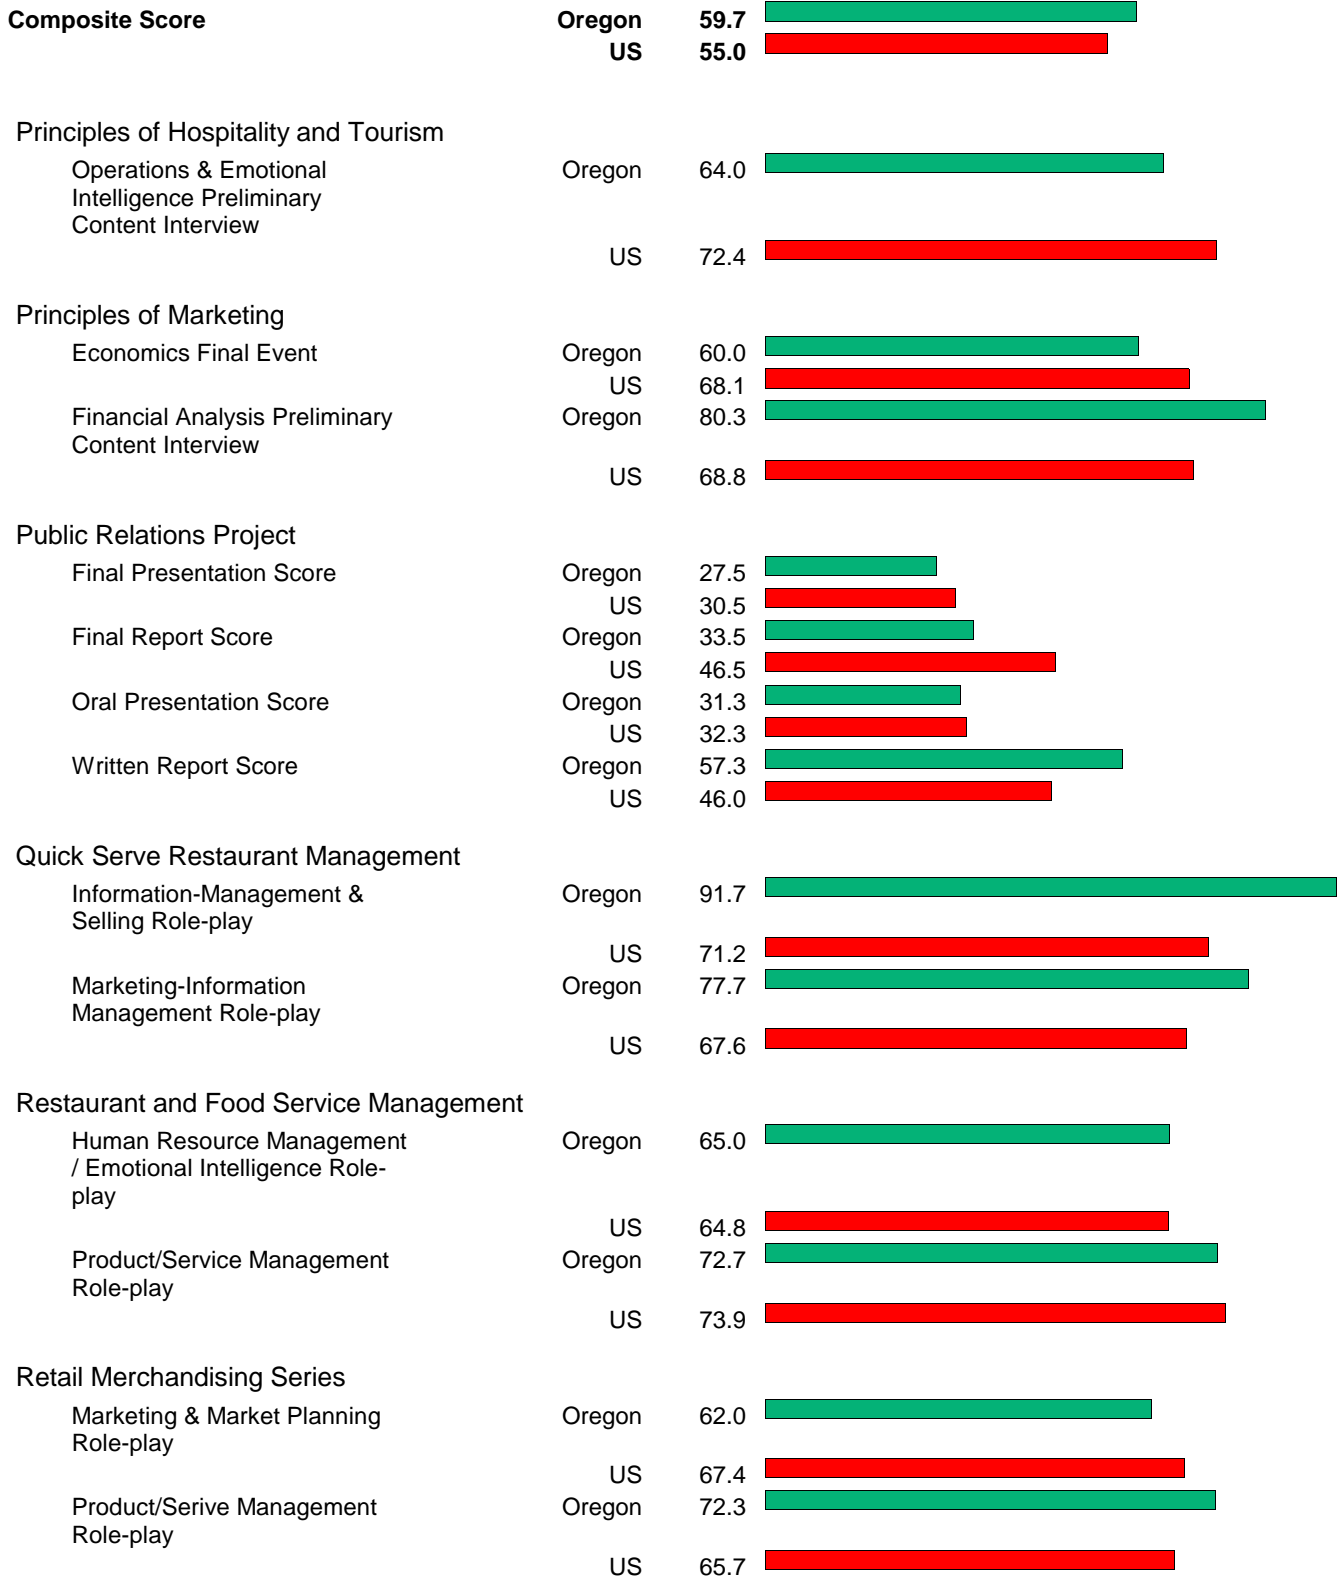 Composite Score Oregon 59.7
US 55.0
Principles of Hospitality and Tourism
Operations & Emotional Oregon 64.0
Intelligence Preliminary
Content Interview
US 72.4
Principles of Marketing
Economics Final Event Oregon 60.0
US 68.1
Financial Analysis Preliminary Oregon 80.3
Content Interview
US 68.8
Public Relations Project
Final Presentation Score Oregon 27.5
US 30.5
Final Report Score Oregon 33.5
US 46.5
Oral Presentation Score Oregon 31.3
US 32.3
Written Report Score Oregon 57.3
US 46.0
Quick Serve Restaurant Management
Information-Management & Oregon 91.7
Selling Role-play
US 71.2
Marketing-Information Oregon 77.7
Management Role-play
US 67.6
Restaurant and Food Service Management
Human Resource Management Oregon 65.0
/ Emotional Intelligence Role-
play
US 64.8
Product/Service Management Oregon 72.7
Role-play
US 73.9
Retail Merchandising Series
Marketing & Market Planning Oregon 62.0
Role-play
US 67.4
Product/Serive Management Oregon 72.3
Role-play
US 65.7